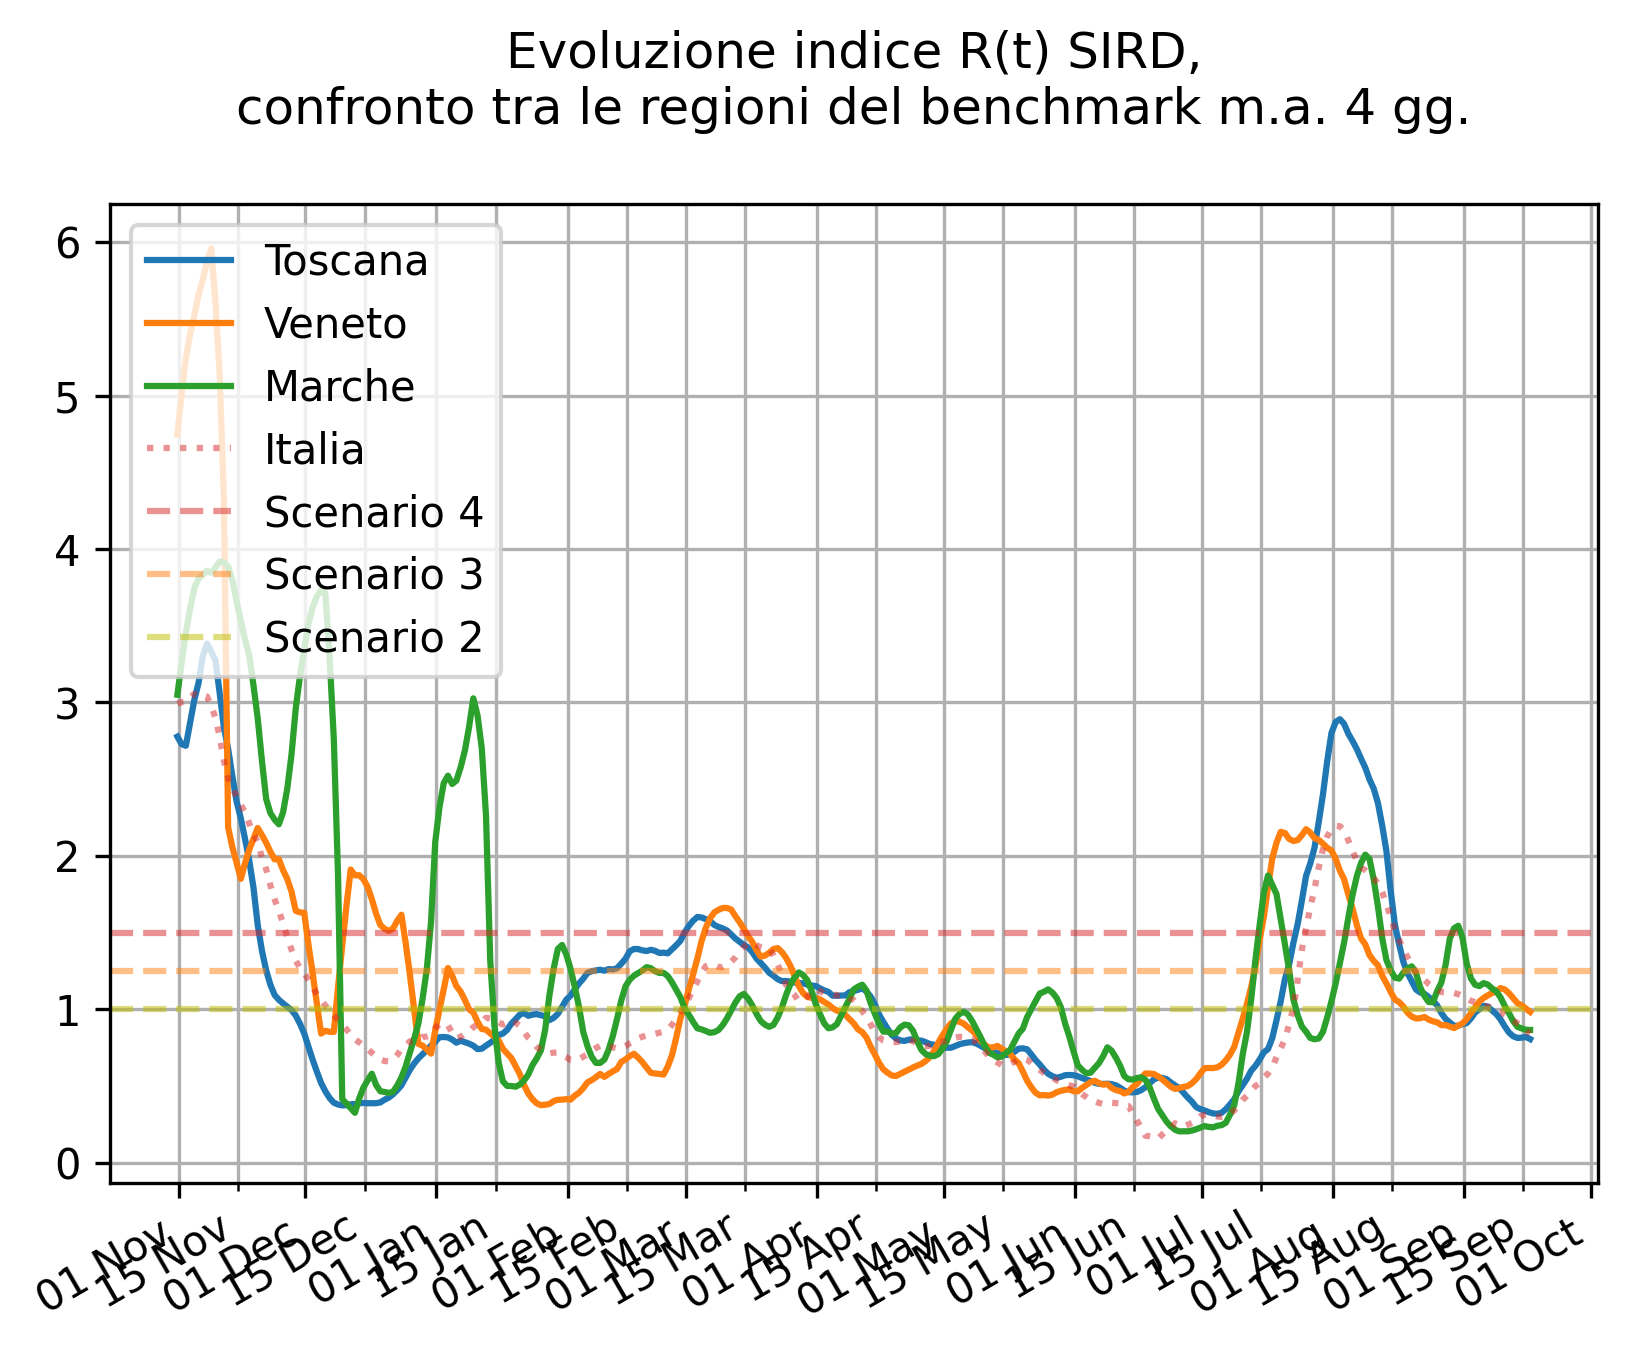 Evoluzione indice R(t) SIRD,
confronto tra le regioni del benchmark m.a. 4 gg.
6
5
4
3
2
1
0
Toscana
Veneto
Marche
Italia
Scenario 4
Scenario 3
Scenario 2
01 Nov
15 Nov
01 Dec
15 Dec
01 Jan
15 Jan
01 Feb
15 Feb
01 Mar
15 Mar
01 Apr
15 Apr
01 May
15 May
01 Jun
15 Jun
01 Jul
15 Jul
01 Aug
15 Aug
01 Sep
15 Sep
01 Oct